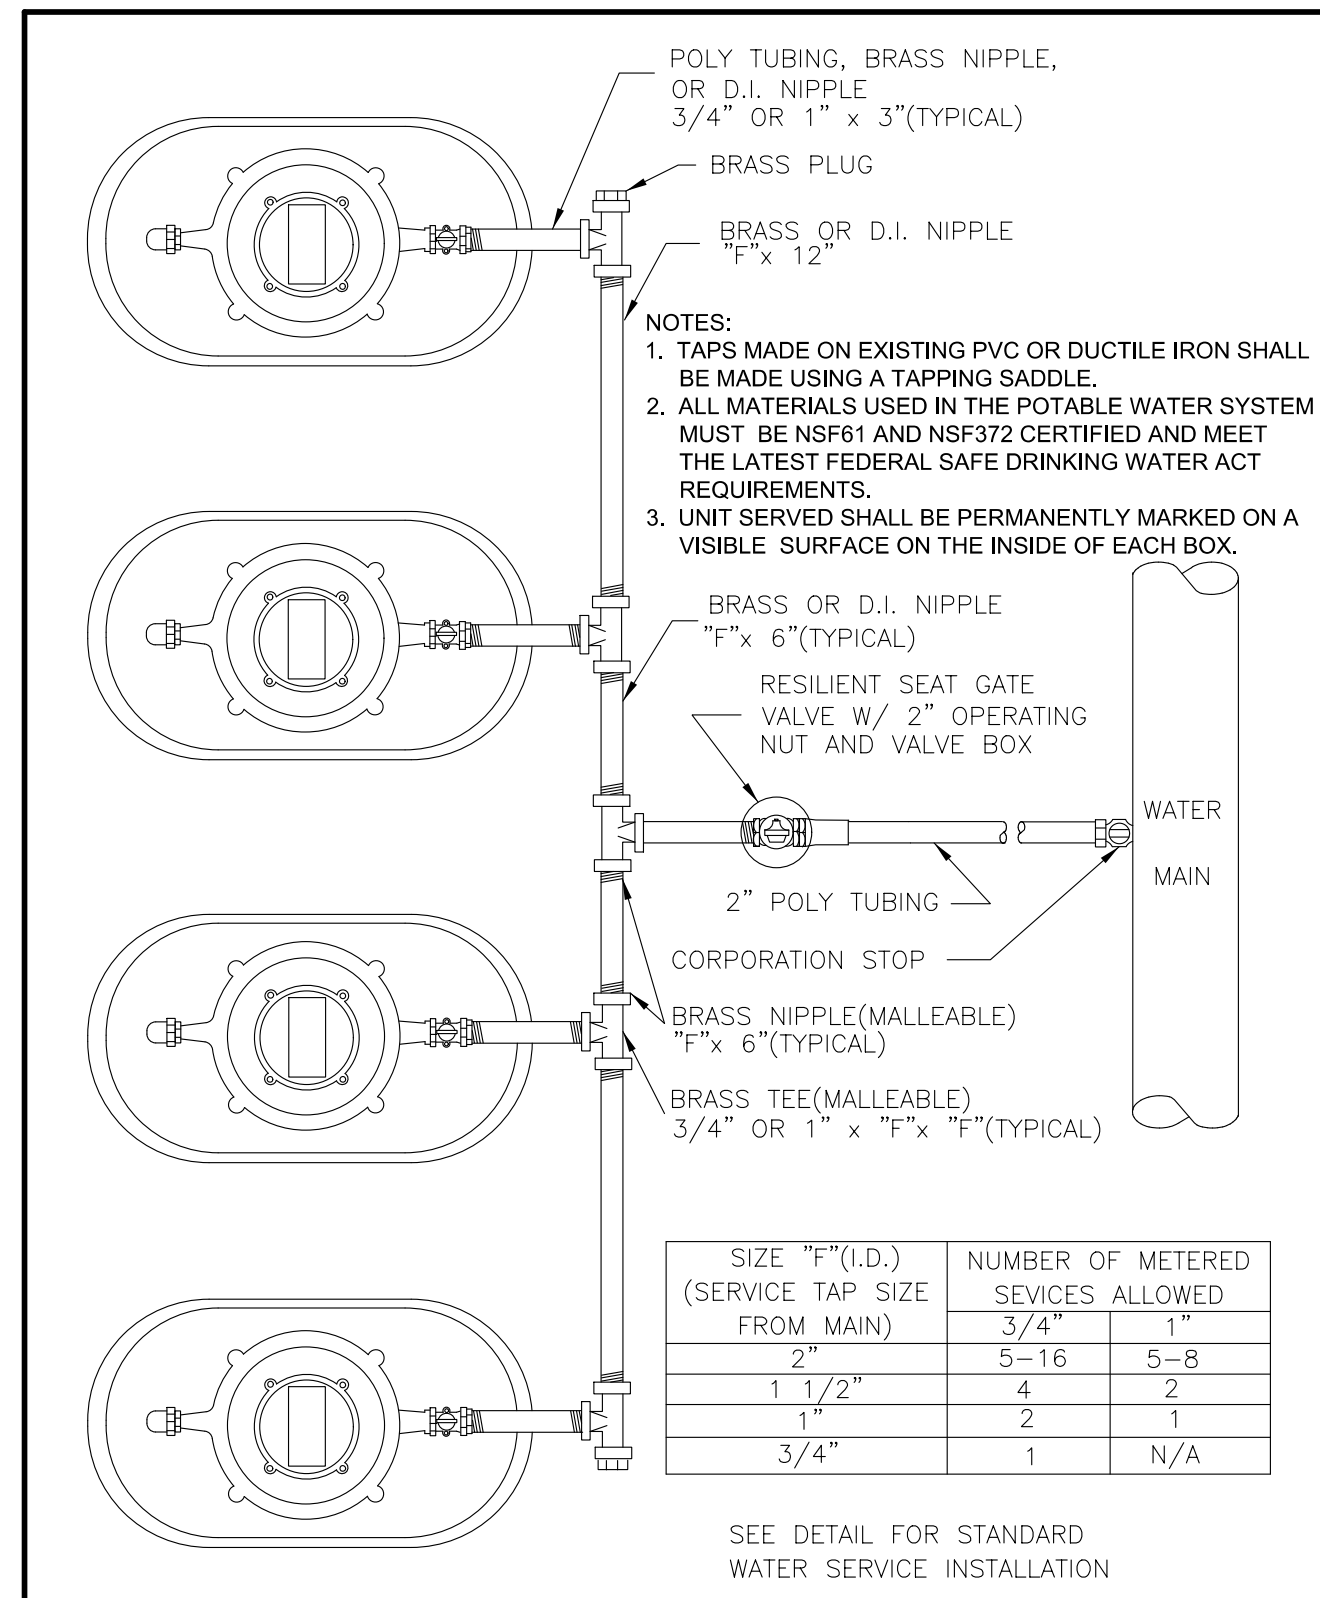 POLY TUBING, BRASS NIPPLE,
OR D.I. NIPPLE
3/4" OR 1" x 3"(TYPICAL)
BRASS PLUG
BRASS OR D.I. NIPPLE
"F"x 12"
NOTES:
1. TAPS MADE ON EXISTING PVC OR DUCTILE IRON SHALL
BE MADE USING A TAPPING SADDLE.
2. ALL MATERIALS USED IN THE POTABLE WATER SYSTEM
MUST BE NSF61 AND NSF372 CERTIFIED AND MEET
THE LATEST FEDERAL SAFE DRINKING WATER ACT
REQUIREMENTS.
3. UNIT SERVED SHALL BE PERMANENTLY MARKED ON A
VISIBLE SURFACE ON THE INSIDE OF EACH BOX.
BRASS OR D.I. NIPPLE
"F"x 6"(TYPICAL)
RESILIENT SEAT GATE
VALVE W/ 2" OPERATING
NUT AND VALVE BOX
WATER
MAIN
2" POLY TUBING
CORPORATION STOP
BRASS NIPPLE(MALLEABLE)
"F"x 6"(TYPICAL)
BRASS TEE(MALLEABLE)
3/4" OR 1" x "F"x "F"(TYPICAL)
SIZE "F"(I.D.) NUMBER OF METERED
(SERVICE TAP SIZE SEVICES ALLOWED
FROM MAIN) 3/4" 1"
2" 5-16 5-8
1 1/2" 4 2
1" 2 1
3/4" 1 N/A
SEE DETAIL FOR STANDARD
WATER SERVICE INSTALLATION